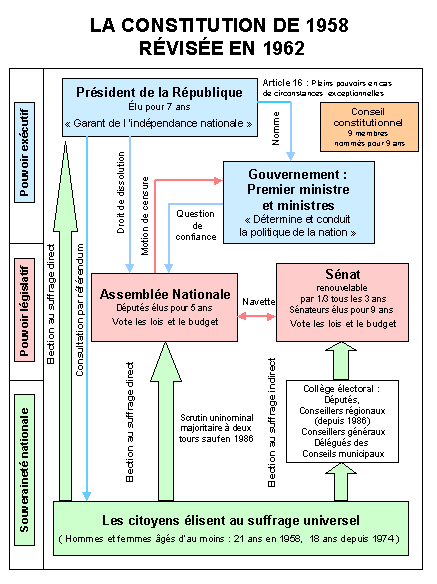 LA CONSTITUTION DE 1958
RÉVISÉE EN 1962
Pouvoir exécutif
Président de la République
Élu pour 7 ans
« Garant de l 'indépendance nationale »
Article 16 : Pleins pouvoirs en cas
de circonstances exceptionnelles
Nomme
Conseil
constitutionnel
9 membres
nommés pour 9 ans
Gouvernement :
Premier ministre
et ministres
« Détermine et conduit
la politique de la nation »
Droit de dissolution
Motion de censure
Question
de
confiance
Pouvoir législatif
Assemblée Nationale
Députés élus pour 5 ans
Vote les lois et le budget
Navette
Sénat
renouvelable
par 1/3 tous les 3 ans
Sénateurs élus pour 9 ans
Vote les lois et le budget
Election au suffrage direct
Consultation par référendum
Election au suffrage direct
Scrutin uninominal
majoritaire à deux
tours sauf en 1986
Election au suffrage indirect
Collège électoral :
Députés,
Conseillers régionaux
(depuis 1986)
Conseillers généraux
Délégués des
Conseils municipaux
Souveraineté nationale
Les citoyens élisent au suffrage universel
( Hommes et femmes âgés d'au moins : 21 ans en 1958, 18 ans depuis 1974 )